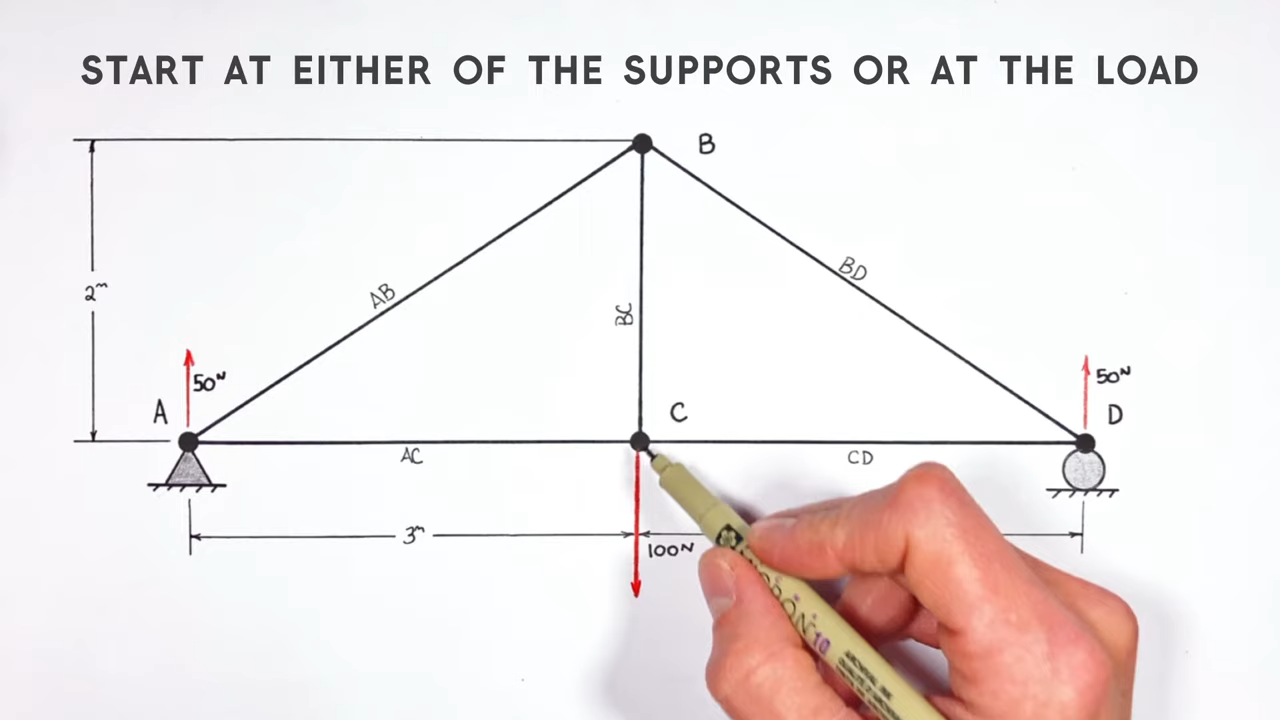 START AT EITHER OF THE SUPPORTS OR AT THE LOAD
B
BD
AB
2m
BC
50N
50N
A
C
D
AC
CD
3m
100N
10